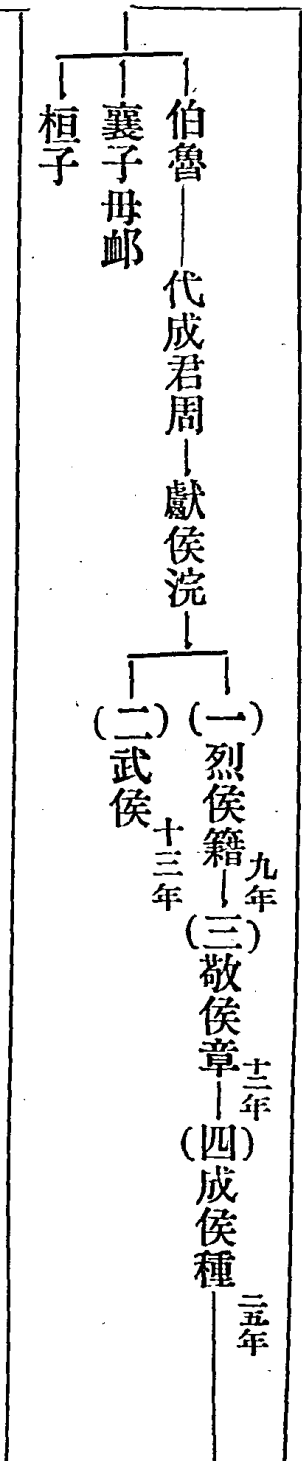 伯魯——代成君周—獻侯浣
(一)烈侯籍 九年—(三)敬侯章 十二年—(四)成侯種 二五年
(二)武侯 十三年
襄子毋卹
桓子